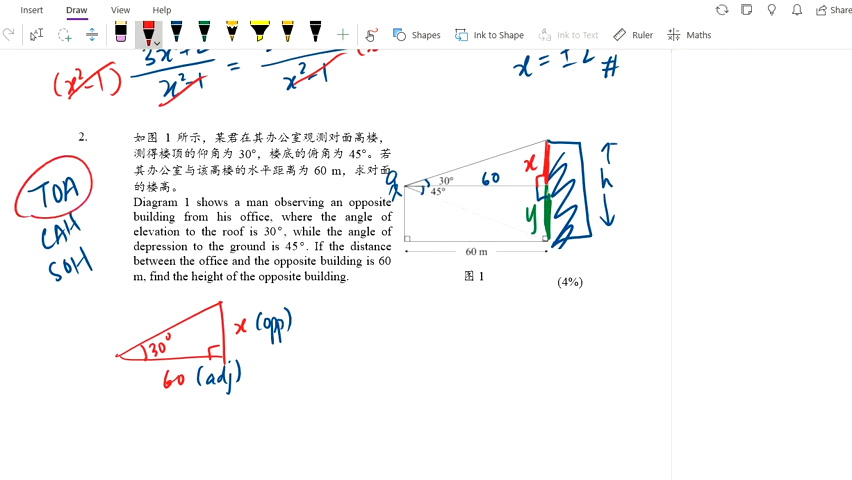 Insert Draw View Help
Share
Shapes
Ink to Shape
Ink to Text
Ruler
Maths
(x²-1) = x²-1 x²-1
x = ±2 #
2.
如图 1 所示，某君在其办公室观测对面高楼，
测得楼顶的仰角为 30°，楼底的俯角为 45°。若
其办公室与该高楼的水平距离为 60 m，求对面
的楼高。
Diagram 1 shows a man observing an opposite
building from his office, where the angle of
elevation to the roof is 30°, while the angle of
depression to the ground is 45°. If the distance
between the office and the opposite building is 60
m, find the height of the opposite building.
TOA
CAH
SOH
30°
45°
60
x
y
h
60 m
图 1
(4%)
30°
x (opp)
60 (adj)